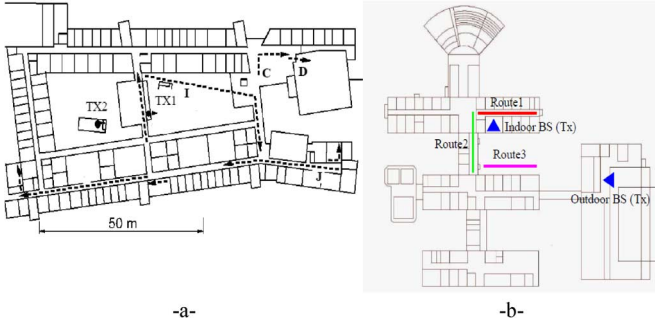 C
D
I
TX1
TX2
J
50 m
-a-
Route1
Indoor BS (Tx)
Route2
Route3
Outdoor BS (Tx)
-b-